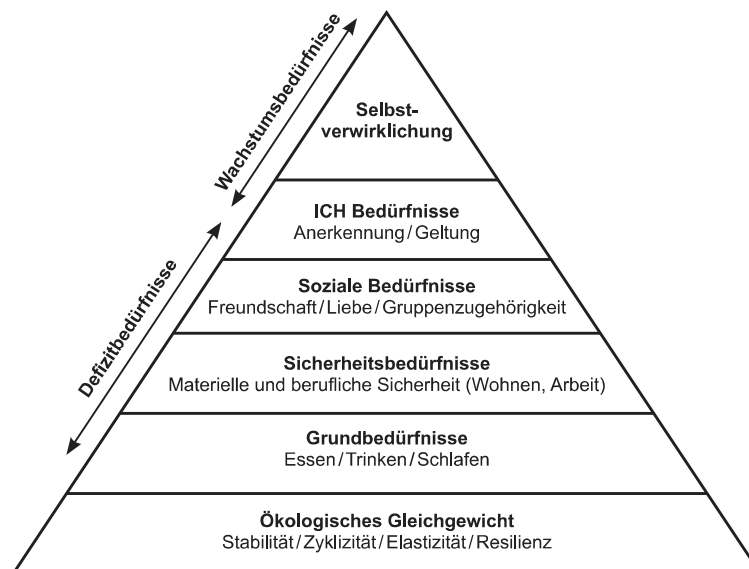 Wachstumsbedürfnisse
Selbst-
verwirklichung
ICH Bedürfnisse
Anerkennung/Geltung
Defizitbedürfnisse
Soziale Bedürfnisse
Freundschaft/Liebe/Gruppenzugehörigkeit
Sicherheitsbedürfnisse
Materielle und berufliche Sicherheit (Wohnen, Arbeit)
Grundbedürfnisse
Essen/Trinken/Schlafen
Ökologisches Gleichgewicht
Stabilität/Zyklizität/Elastizität/Resilienz